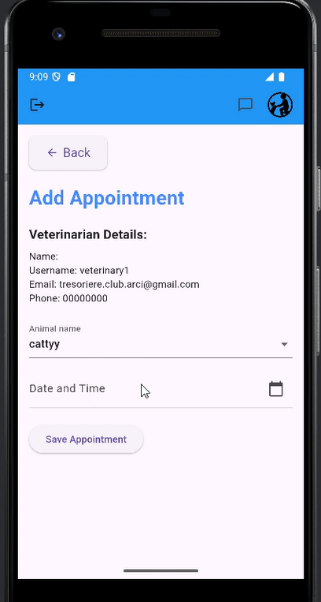 9:09
Back
Add Appointment
Veterinarian Details:
Name:
Username: veterinary1
Email: tresoriere.club.arci@gmail.com
Phone: 00000000
Animal name
cattyy
Date and Time
Save Appointment